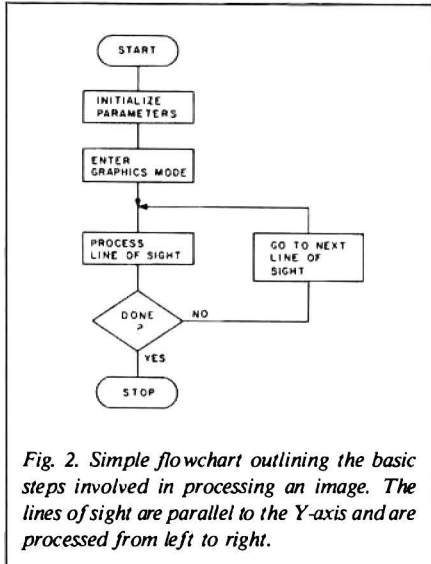 START
INITIALIZE
PARAMETERS
ENTER
GRAPHICS MODE
PROCESS
LINE OF SIGHT
GO TO NEXT
LINE OF
SIGHT
DONE
?
NO
YES
STOP
Fig. 2. Simple flowchart outlining the basic
steps involved in processing an image. The
lines of sight are parallel to the Y-axis and are
processed from left to right.